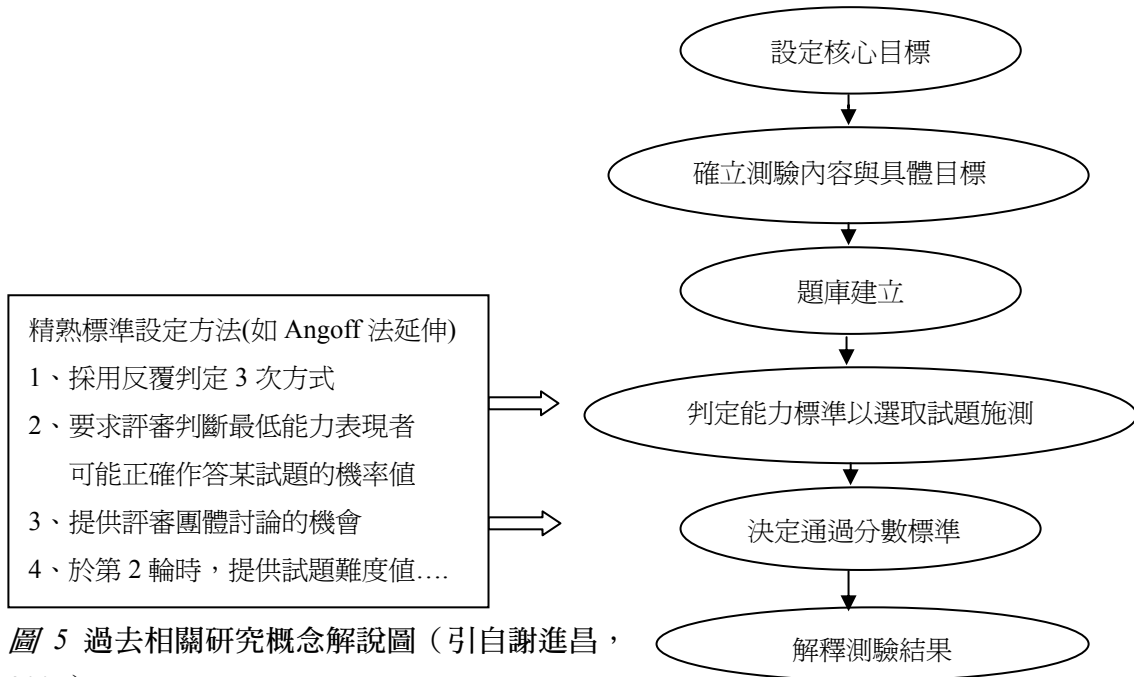 設定核心目標
確立測驗內容與具體目標
題庫建立
精熟標準設定方法(如 Angoff 法延伸)
1、採用反覆判定 3 次方式
2、要求評審判斷最低能力表現者
可能正確作答某試題的機率值
3、提供評審團體討論的機會
4、於第 2 輪時，提供試題難度值….
判定能力標準以選取試題施測
決定通過分數標準
解釋測驗結果
圖 5 過去相關研究概念解說圖（引自謝進昌，